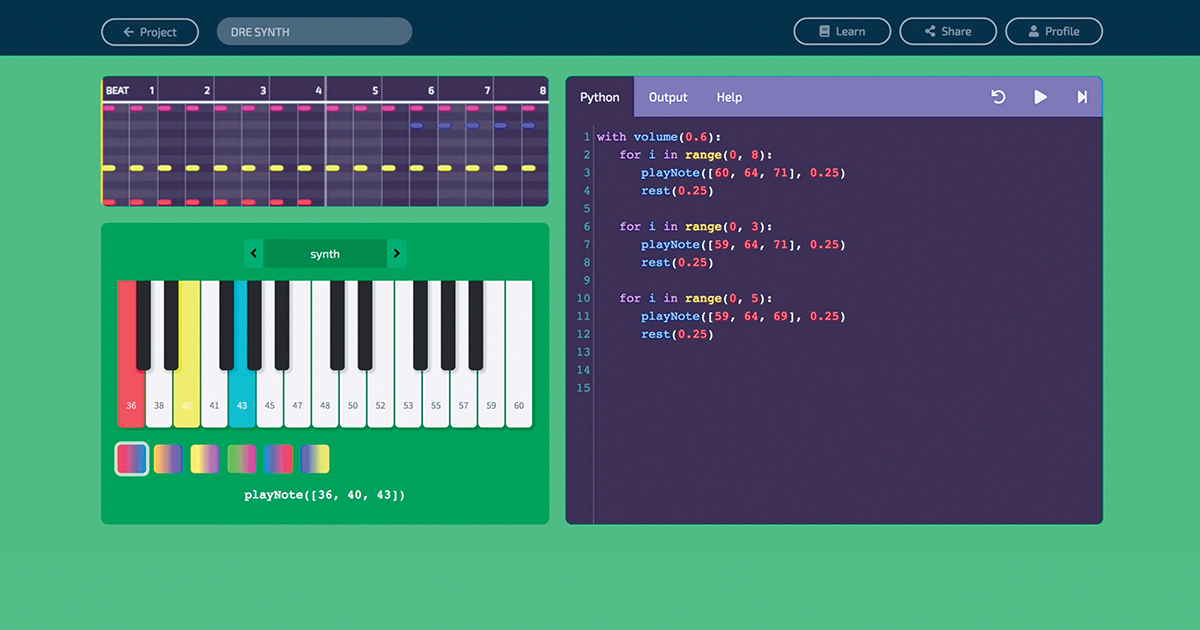 Project
DRE SYNTH
Learn
Share
Profile
BEAT 1 2 3 4 5 6 7 8
synth
36 38 40 41 43 45 47 48 50 52 53 55 57 59 60
playNote([36, 40, 43])
Python Output Help
1 with volume(0.6):
2 for i in range(0, 8):
3 playNote([60, 64, 71], 0.25)
4 rest(0.25)
5
6 for i in range(0, 3):
7 playNote([59, 64, 71], 0.25)
8 rest(0.25)
9
10 for i in range(0, 5):
11 playNote([59, 64, 69], 0.25)
12 rest(0.25)
13
14
15